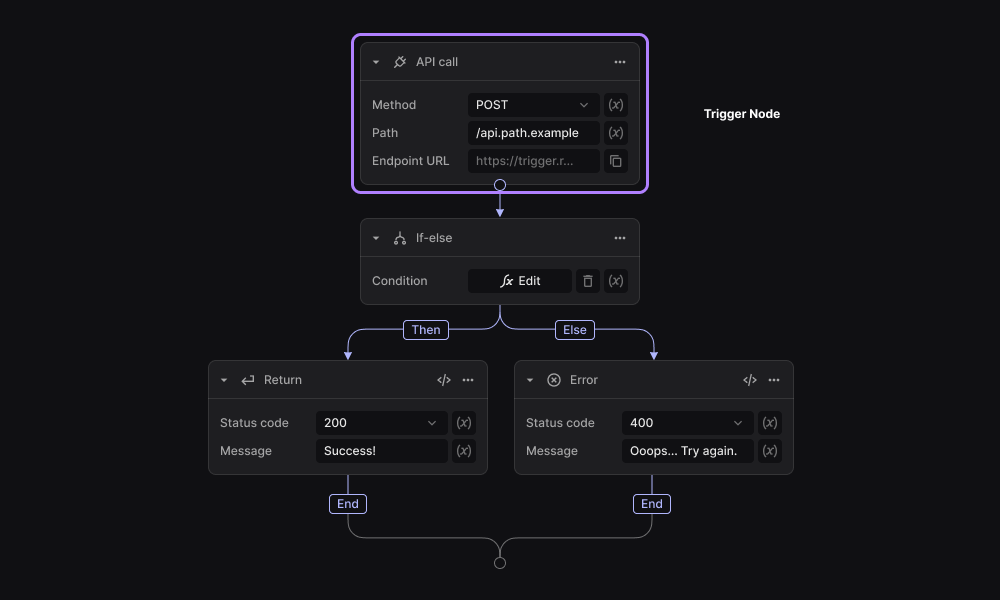 API call
Trigger Node
Method POST (x)
Path /api.path.example (x)
Endpoint URL https://trigger.r...
If-else
Condition fx Edit (x)
Then Else
Return </>
Error </>
Status code 200 (x)
Message Success! (x)
Status code 400 (x)
Message Ooops... Try again. (x)
End End